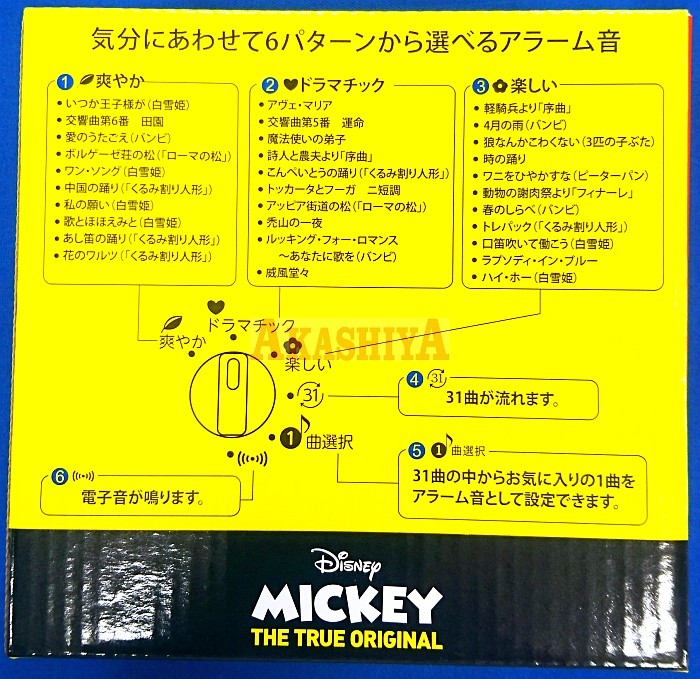 気分にあわせて6パターンから選べるアラーム音
1 爽やか
• いつか王子様が(白雪姫)
• 交響曲第6番 田園
• 愛のうたごえ(バンビ)
• ボルゲーゼ荘の松(「ローマの松」)
• ワン・ソング(白雪姫)
• 中国の踊り(「くるみ割り人形」)
• 私の願い(白雪姫)
• 歌とほほえみと(白雪姫)
• あし笛の踊り(「くるみ割り人形」)
• 花のワルツ(「くるみ割り人形」)
2 ドラマチック
• アヴェ・マリア
• 交響曲第5番 運命
• 魔法使いの弟子
• 詩人と農夫より「序曲」
• こんぺいとうの踊り(「くるみ割り人形」)
• トッカータとフーガ ニ短調
• アッピア街道の松(「ローマの松」)
• 禿山の一夜
• ルッキング・フォー・ロマンス
～あなたに歌を(バンビ)
• 威風堂々
3 楽しい
• 軽騎兵より「序曲」
• 4月の雨(バンビ)
• 狼なんかこわくない(3匹の子ぶた)
• 時の踊り
• ワニをひやかすな(ピーターパン)
• 動物の謝肉祭より「フィナーレ」
• 春のしらべ(バンビ)
• トレパック(「くるみ割り人形」)
• 口笛吹いて働こう(白雪姫)
• ラプソディ・イン・ブルー
• ハイ・ホー(白雪姫)
ドラマチック
爽やか
AKASHIYA
楽しい
31
1 曲選択
4 31
31曲が流れます。
5 1 曲選択
31曲の中からお気に入りの1曲を
アラーム音として設定できます。
6
電子音が鳴ります。
Disney
MICKEY
THE TRUE ORIGINAL